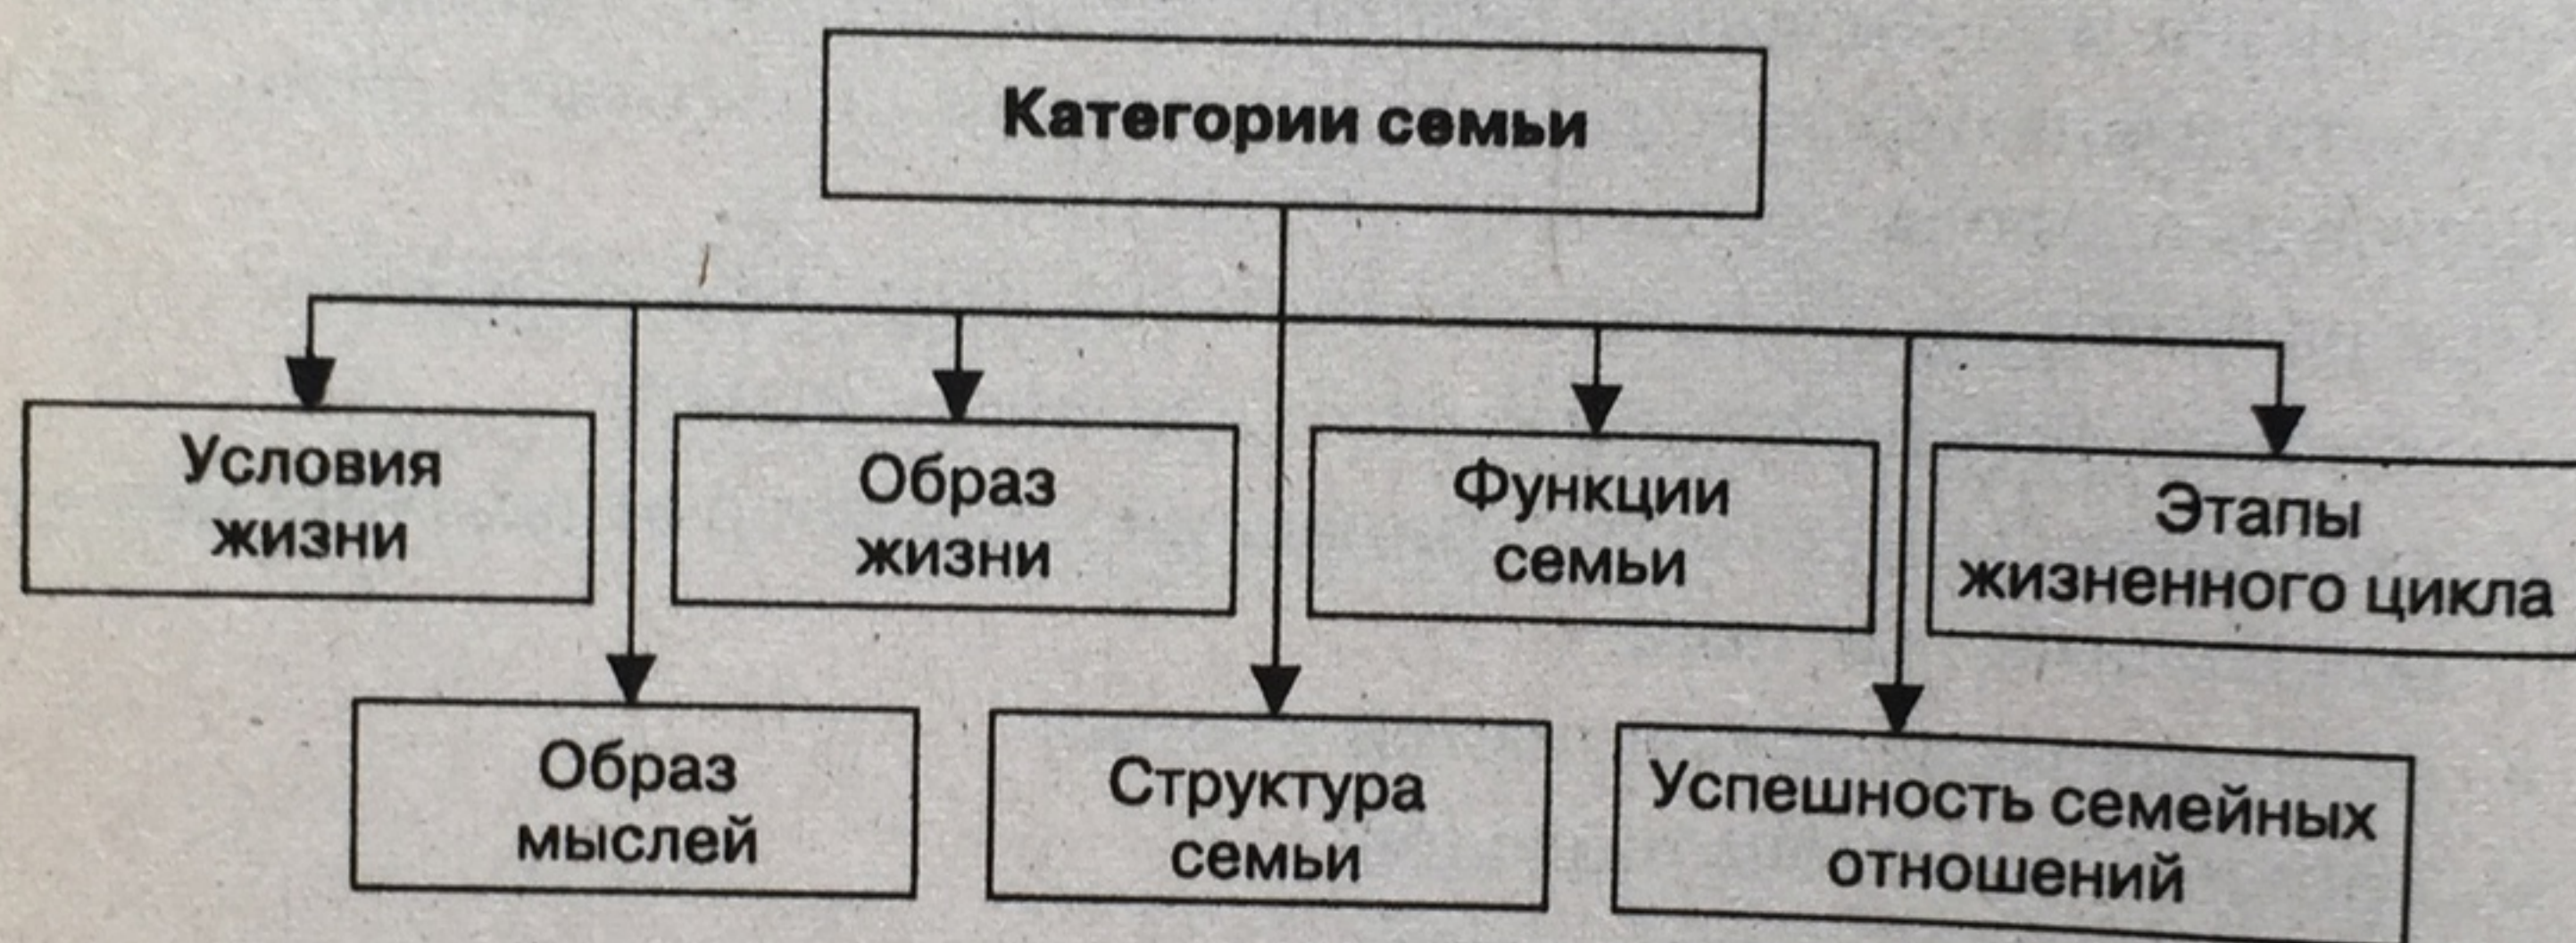 Категории семьи
Условия
жизни
Образ
жизни
Функции
семьи
Этапы
жизненного цикла
Образ
мыслей
Структура
семьи
Успешность семейных
отношений